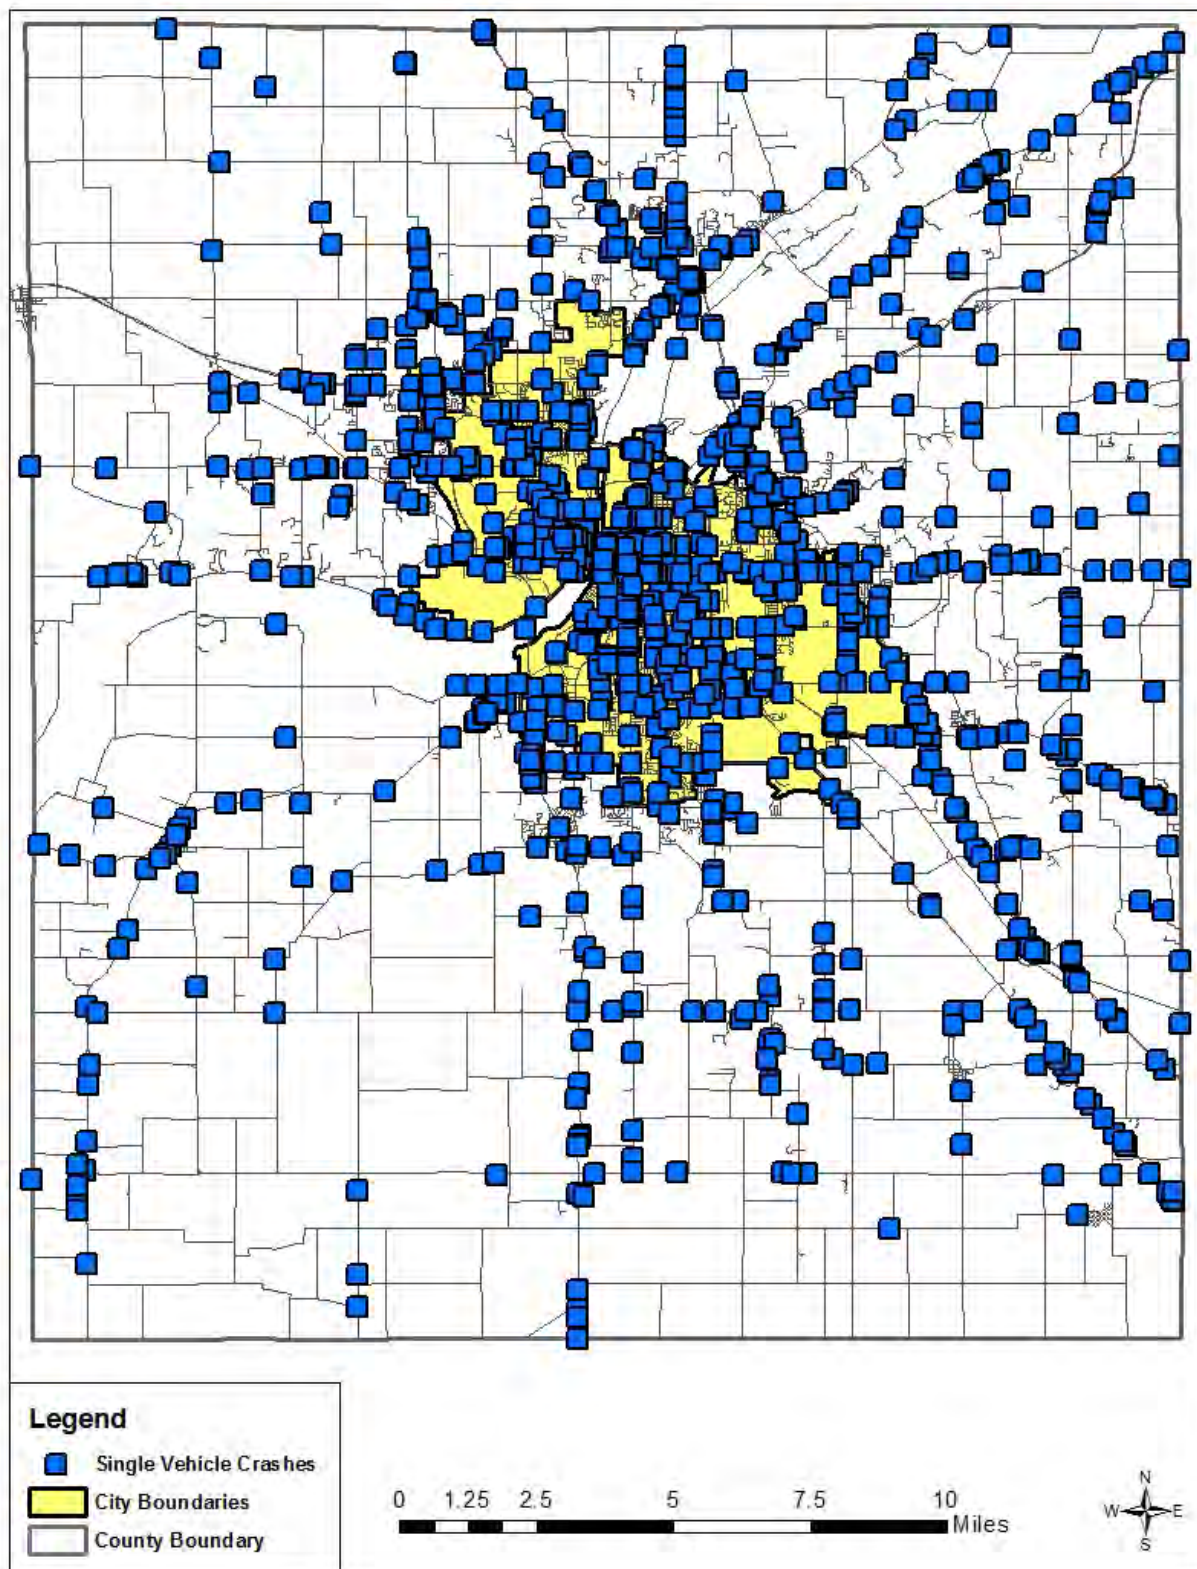 Legend
Single Vehicle Crashes
City Boundaries
County Boundary
0 1.25 2.5 5 7.5 10
Miles
N
W E
S